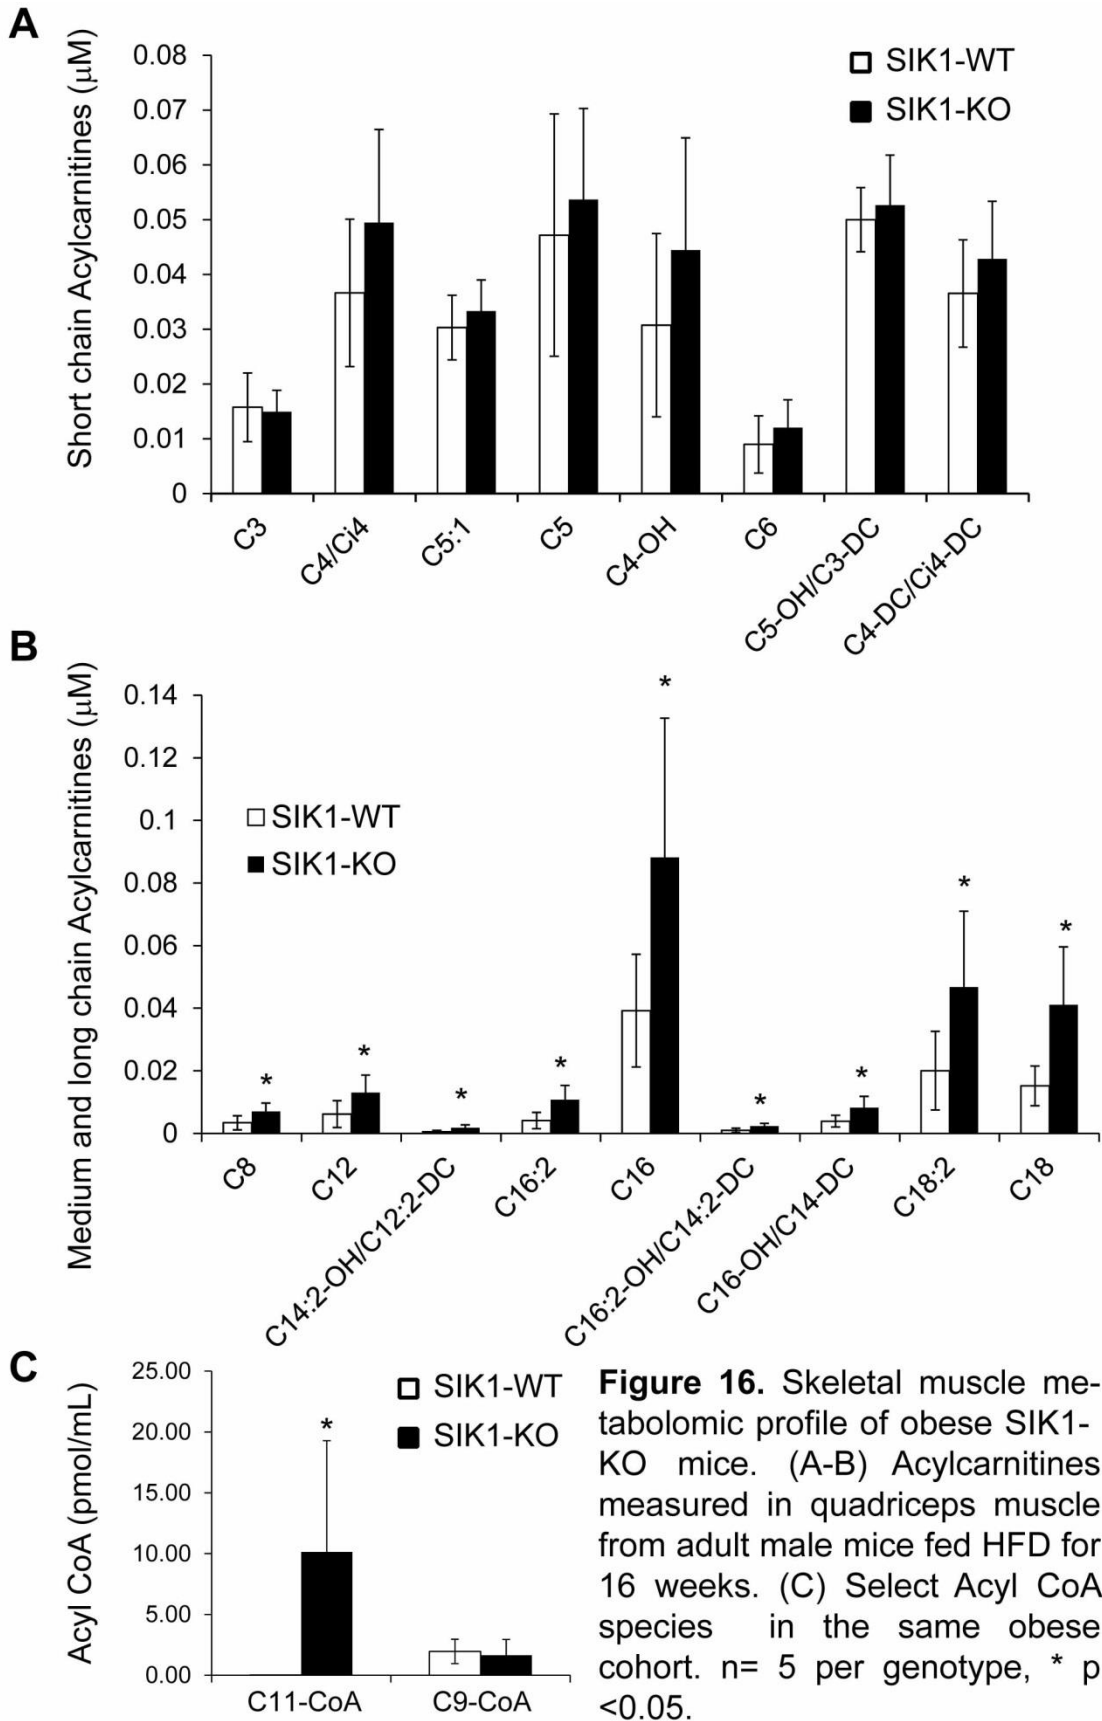 A
Short chain Acylcarnitines (μM)
0.08
0.07
0.06
0.05
0.04
0.03
0.02
0.01
0
SIK1-WT
SIK1-KO
C3
C4/Ci4
C5:1
C5
C4-OH
C6
C5-OH/C3-DC
C4-DC/Ci4-DC
B
Medium and long chain Acylcarnitines (μM)
0.14
0.12
0.1
0.08
0.06
0.04
0.02
0
SIK1-WT
SIK1-KO
*
*
*
*
*
*
*
*
*
C8
C12
C14:2-OH/C12:2-DC
C16:2
C16
C16:2-OH/C14:2-DC
C16-OH/C14-DC
C18:2
C18
C
Acyl CoA (pmol/mL)
25.00
20.00
15.00
10.00
5.00
0.00
SIK1-WT
SIK1-KO
*
C11-CoA
C9-CoA
Figure 16. Skeletal muscle me-
tabolomic profile of obese SIK1-
KO mice. (A-B) Acylcarnitines
measured in quadriceps muscle
from adult male mice fed HFD for
16 weeks. (C) Select Acyl CoA
species in the same obese
cohort. n= 5 per genotype, * p
<0.05.